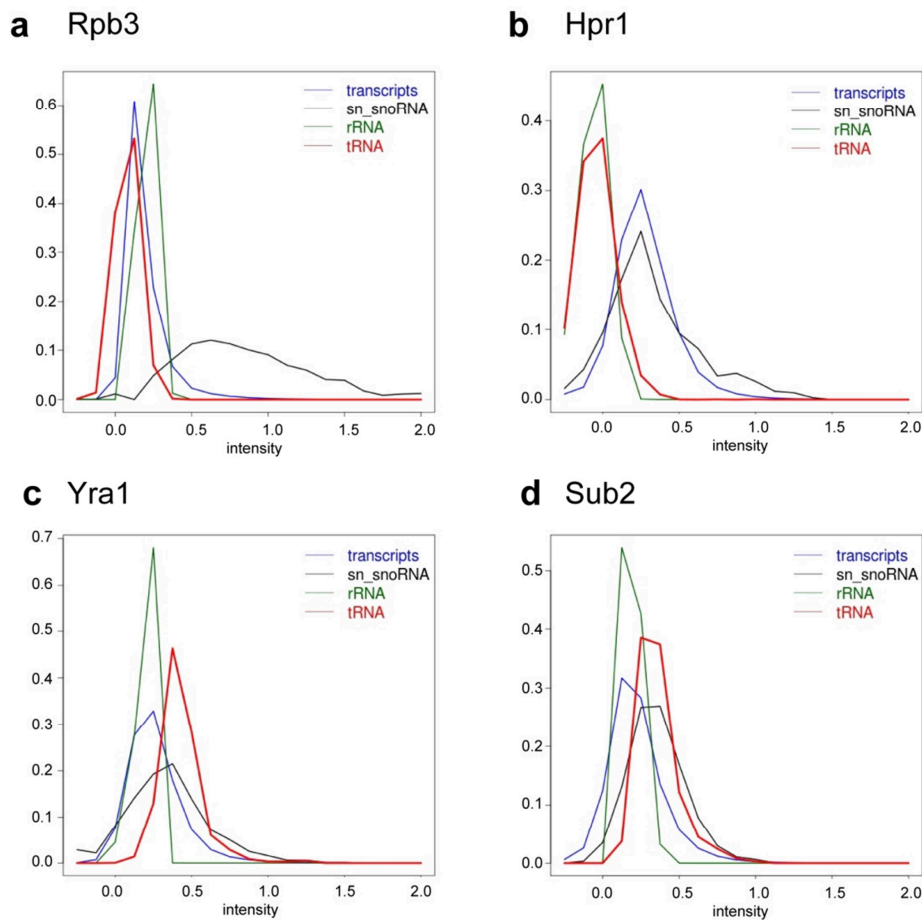 a Rpb3
transcripts
sn_snoRNA
rRNA
tRNA
0.6
0.5
0.4
0.3
0.2
0.1
0.0
0.0 0.5 1.0 1.5 2.0
intensity
b Hpr1
transcripts
sn_snoRNA
rRNA
tRNA
0.4
0.3
0.2
0.1
0.0
0.0 0.5 1.0 1.5 2.0
intensity
c Yra1
transcripts
sn_snoRNA
rRNA
tRNA
0.7
0.6
0.5
0.4
0.3
0.2
0.1
0.0
0.0 0.5 1.0 1.5 2.0
intensity
d Sub2
transcripts
sn_snoRNA
rRNA
tRNA
0.5
0.4
0.3
0.2
0.1
0.0
0.0 0.5 1.0 1.5 2.0
intensity